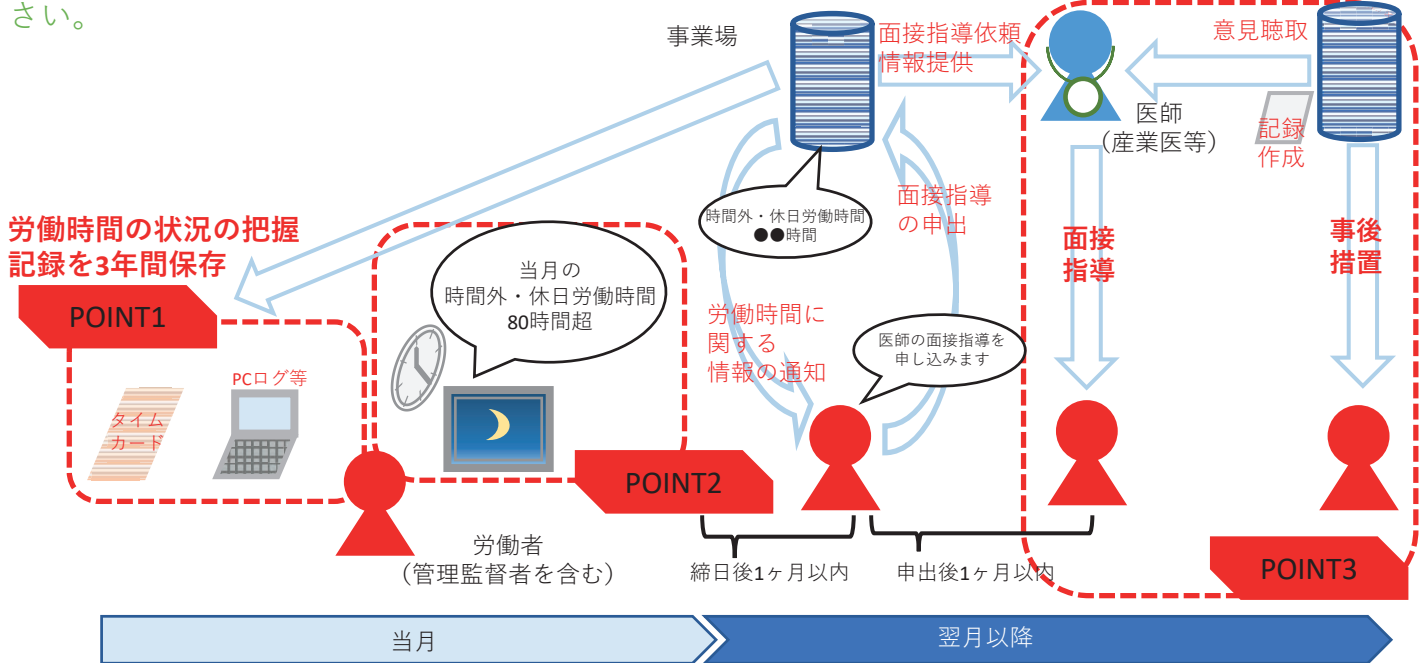 さい。
事業場
面接指導依頼
情報提供
意見聴取
医師
（産業医等）
記録
作成
時間外・休日労働時間
●●時間
面接指導
の申出
面接
指導
事後
措置
労働時間の状況の把握
記録を3年間保存
POINT1
PCログ等
タイム
カード
当月の
時間外・休日労働時間
80時間超
労働時間に
関する
情報の通知
医師の面接指導を
申し込みます
POINT2
労働者
（管理監督者を含む）
締日後1ヶ月以内
申出後1ヶ月以内
POINT3
当月
翌月以降